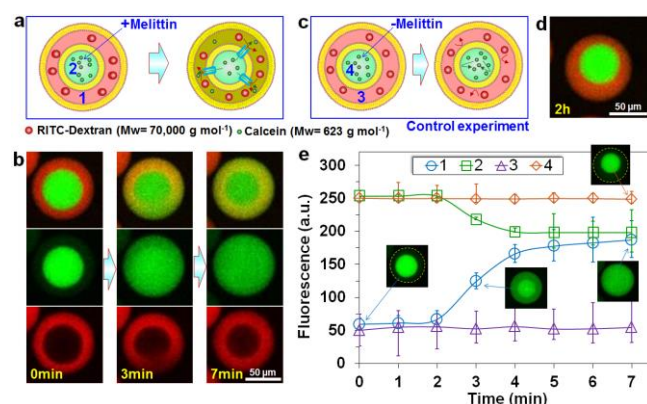 a
+Melittin
2
1
c
-Melittin
4
3
Control experiment
d
2h
50 μm
RITC-Dextran (Mw= 70,000 g mol⁻¹)
Calcein (Mw= 623 g mol⁻¹)
b
0min
3min
7min
50 μm
e
1
2
3
4
Fluorescence (a.u.)
300
250
200
150
100
50
0
0
1
2
3
4
5
6
7
Time (min)